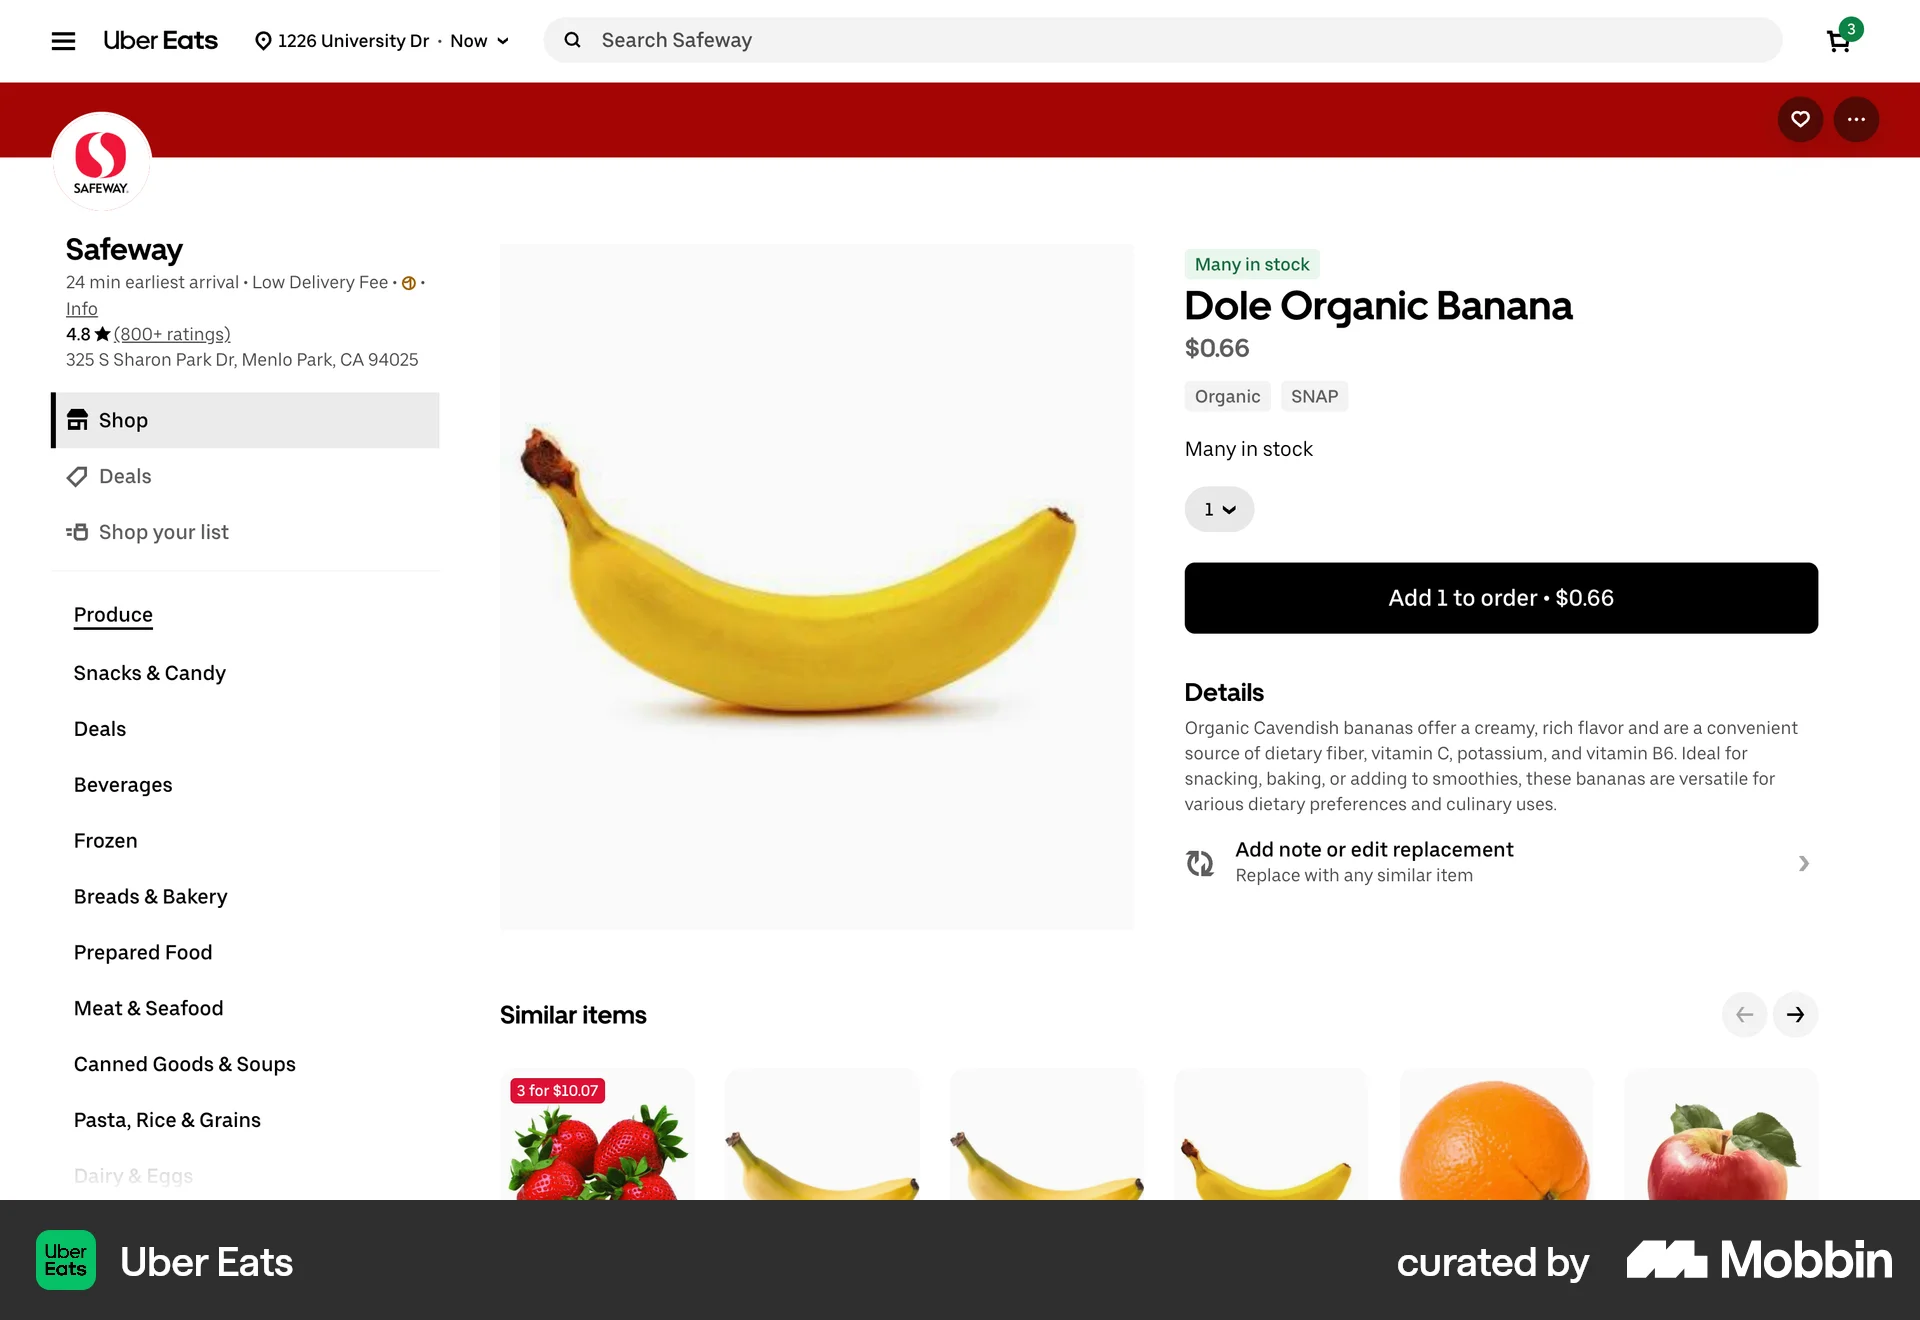 Uber Eats
1226 University Dr · Now
Search Safeway
3
SAFEWAY
Safeway
24 min earliest arrival • Low Delivery Fee • •
Info
4.8 ★ (800+ ratings)
325 S Sharon Park Dr, Menlo Park, CA 94025
Shop
Deals
Shop your list
Produce
Snacks & Candy
Deals
Beverages
Frozen
Breads & Bakery
Prepared Food
Meat & Seafood
Canned Goods & Soups
Pasta, Rice & Grains
Dairy & Eggs
Many in stock
Dole Organic Banana
$0.66
Organic
SNAP
Many in stock
1
Add 1 to order • $0.66
Details
Organic Cavendish bananas offer a creamy, rich flavor and are a convenient
source of dietary fiber, vitamin C, potassium, and vitamin B6. Ideal for
snacking, baking, or adding to smoothies, these bananas are versatile for
various dietary preferences and culinary uses.
Add note or edit replacement
Replace with any similar item
Similar items
3 for $10.07
Uber
Eats
Uber Eats
curated by
Mobbin